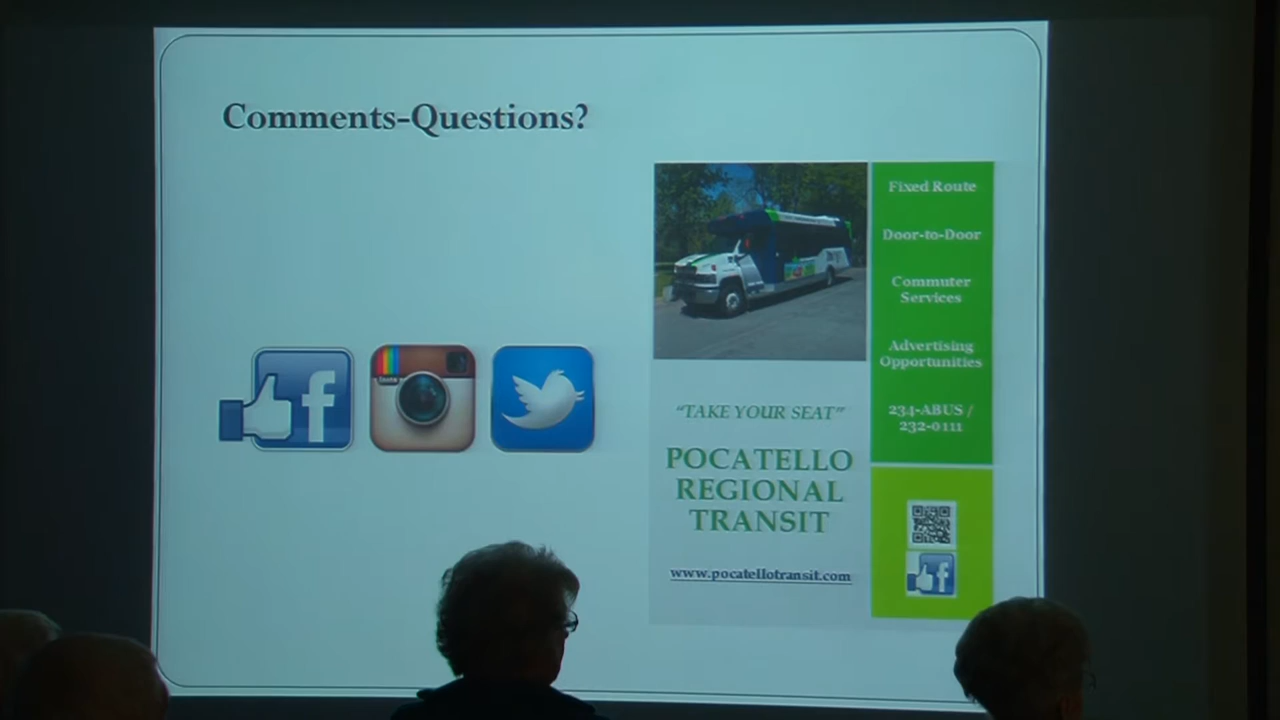 Comments-Questions?
Fixed Route
Door-to-Door
Commuter
Services
Advertising
Opportunities
234-ABUS /
232-0111
"TAKE YOUR SEAT"
POCATELLO
REGIONAL
TRANSIT
www.pocatellotransit.com